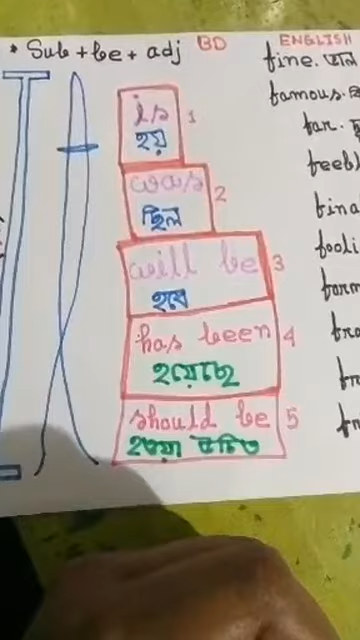 • Sub + be + adj BD ENGLISH
is 1
হয়
was 2
ছিল
will be 3
হবে
has been 4
হয়েছে
should be 5
হওয়া উচিত
fine.
famous.
far.